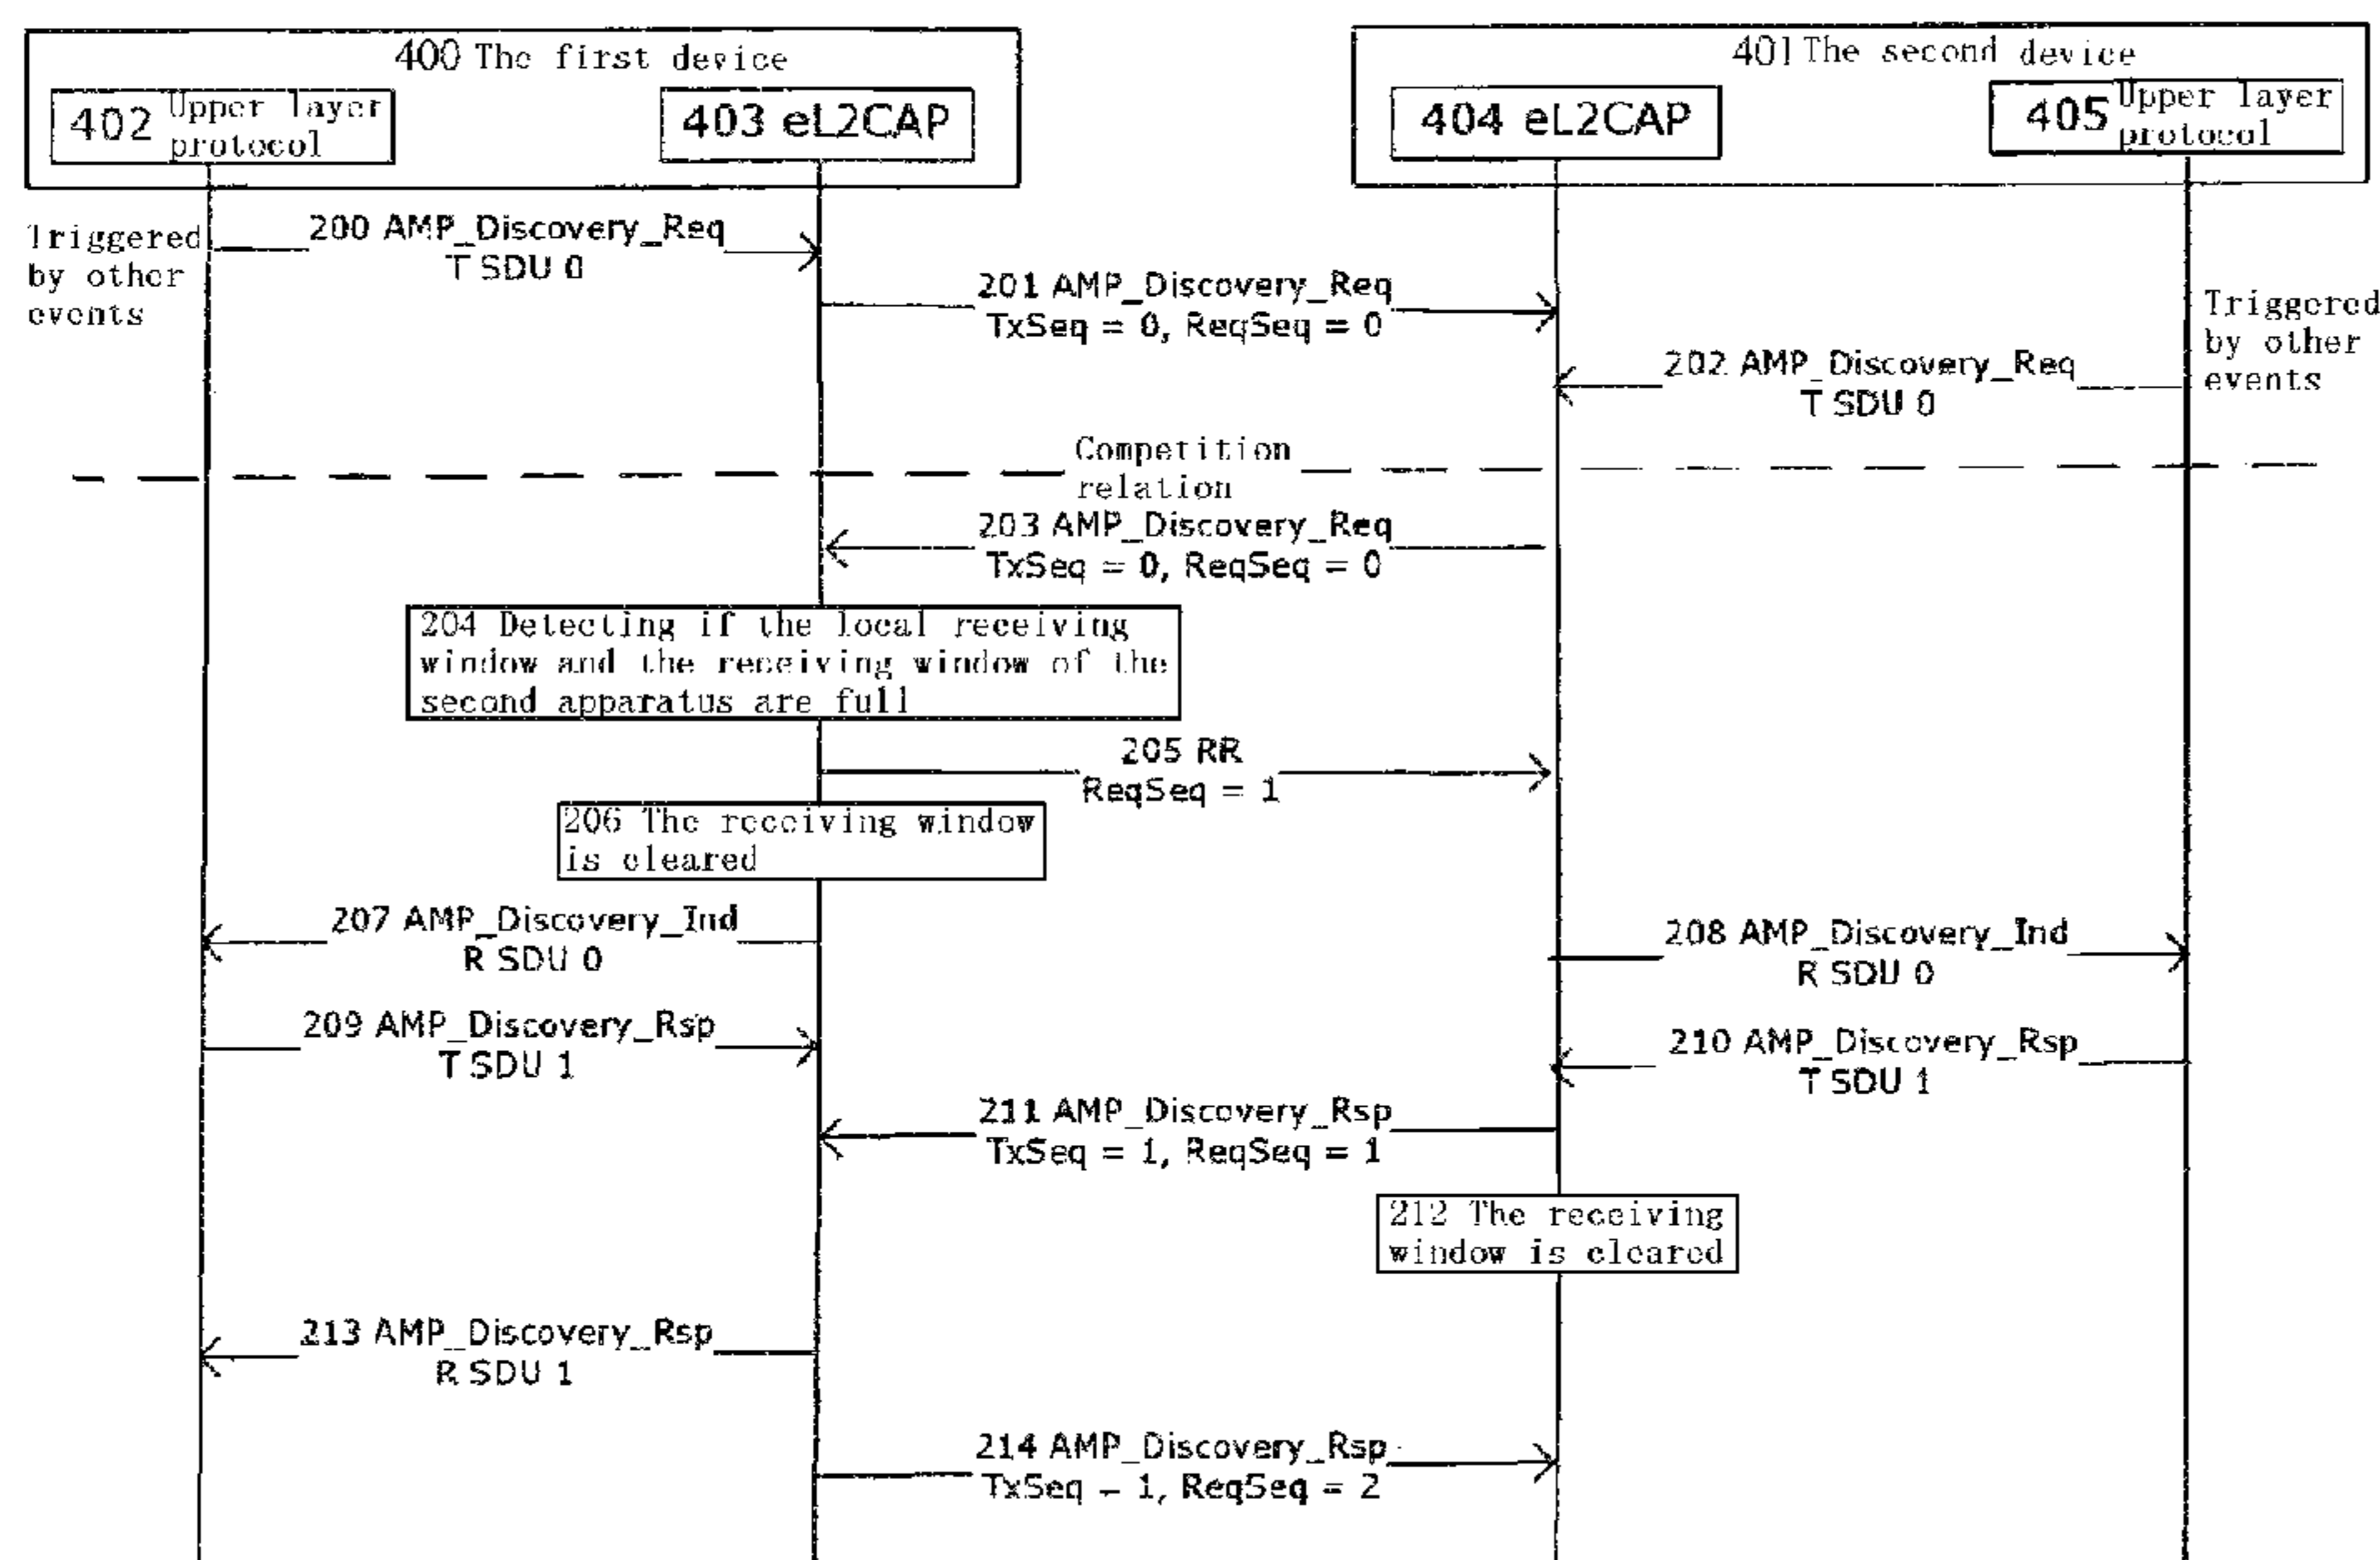 400 The first device
401 The second device
402 Upper layer
protocol
403 eL2CAP
404 eL2CAP
405 Upper layer
protocol
Triggered
by other
events
200 AMP_Discovery_Req
T SDU 0
201 AMP_Discovery_Req
TxSeq = 0, ReqSeq = 0
Triggered
by other
events
202 AMP_Discovery_Req
T SDU 0
Competition
relation
203 AMP_Discovery_Req
TxSeq = 0, ReqSeq = 0
204 Detecting if the local receiving
window and the receiving window of the
second apparatus are full
205 RR
ReqSeq = 1
206 The receiving window
is cleared
207 AMP_Discovery_Ind
R SDU 0
208 AMP_Discovery_Ind
R SDU 0
209 AMP_Discovery_Rsp
T SDU 1
210 AMP_Discovery_Rsp
T SDU 1
211 AMP_Discovery_Rsp
TxSeq = 1, ReqSeq = 1
212 The receiving
window is cleared
213 AMP_Discovery_Rsp
R SDU 1
214 AMP_Discovery_Rsp
TxSeq = 1, ReqSeq = 2